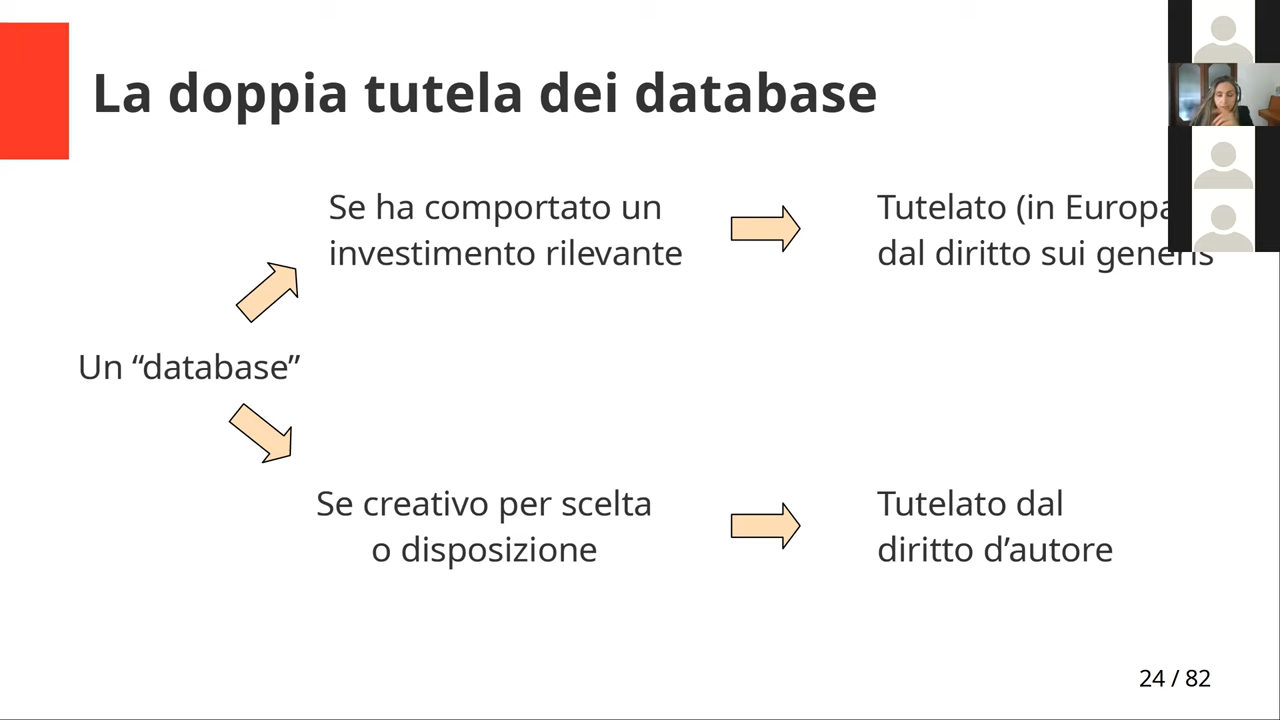 La doppia tutela dei database
Se ha comportato un
investimento rilevante
Tutelato (in Europa
dal diritto sui generis
Un “database”
Se creativo per scelta
o disposizione
Tutelato dal
diritto d’autore
24 / 82